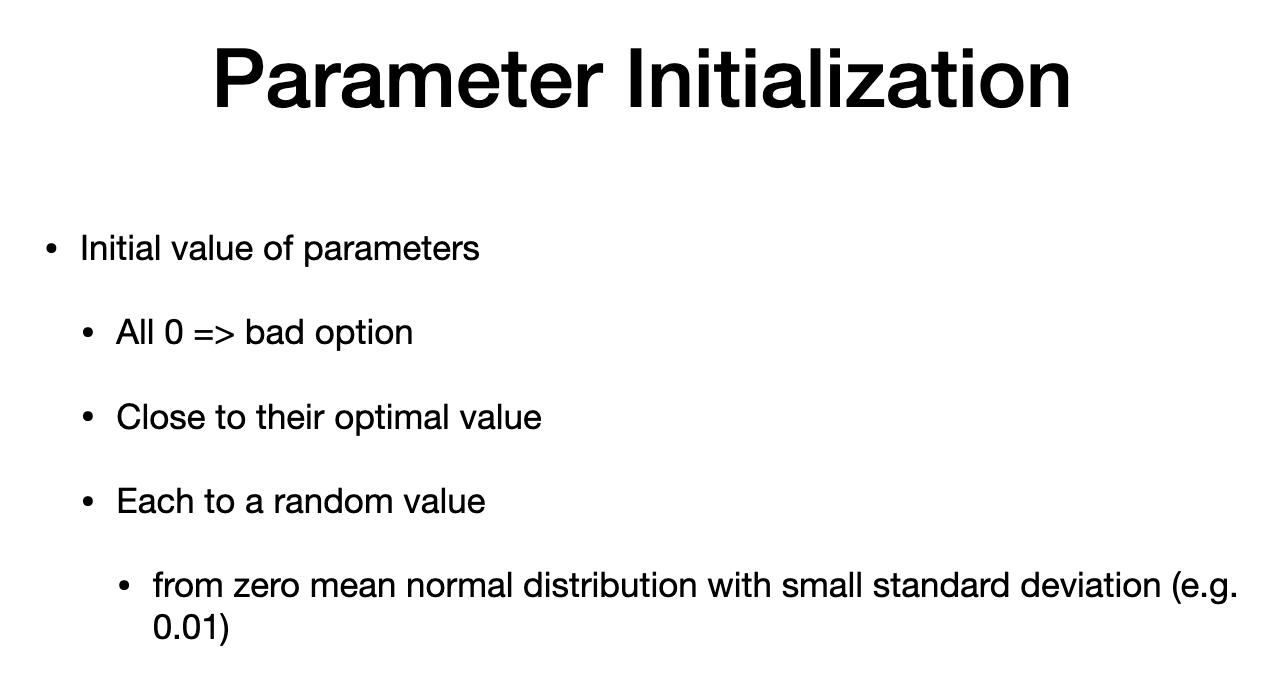 Parameter Initialization
• Initial value of parameters
• All 0 => bad option
• Close to their optimal value
• Each to a random value
• from zero mean normal distribution with small standard deviation (e.g.
0.01)